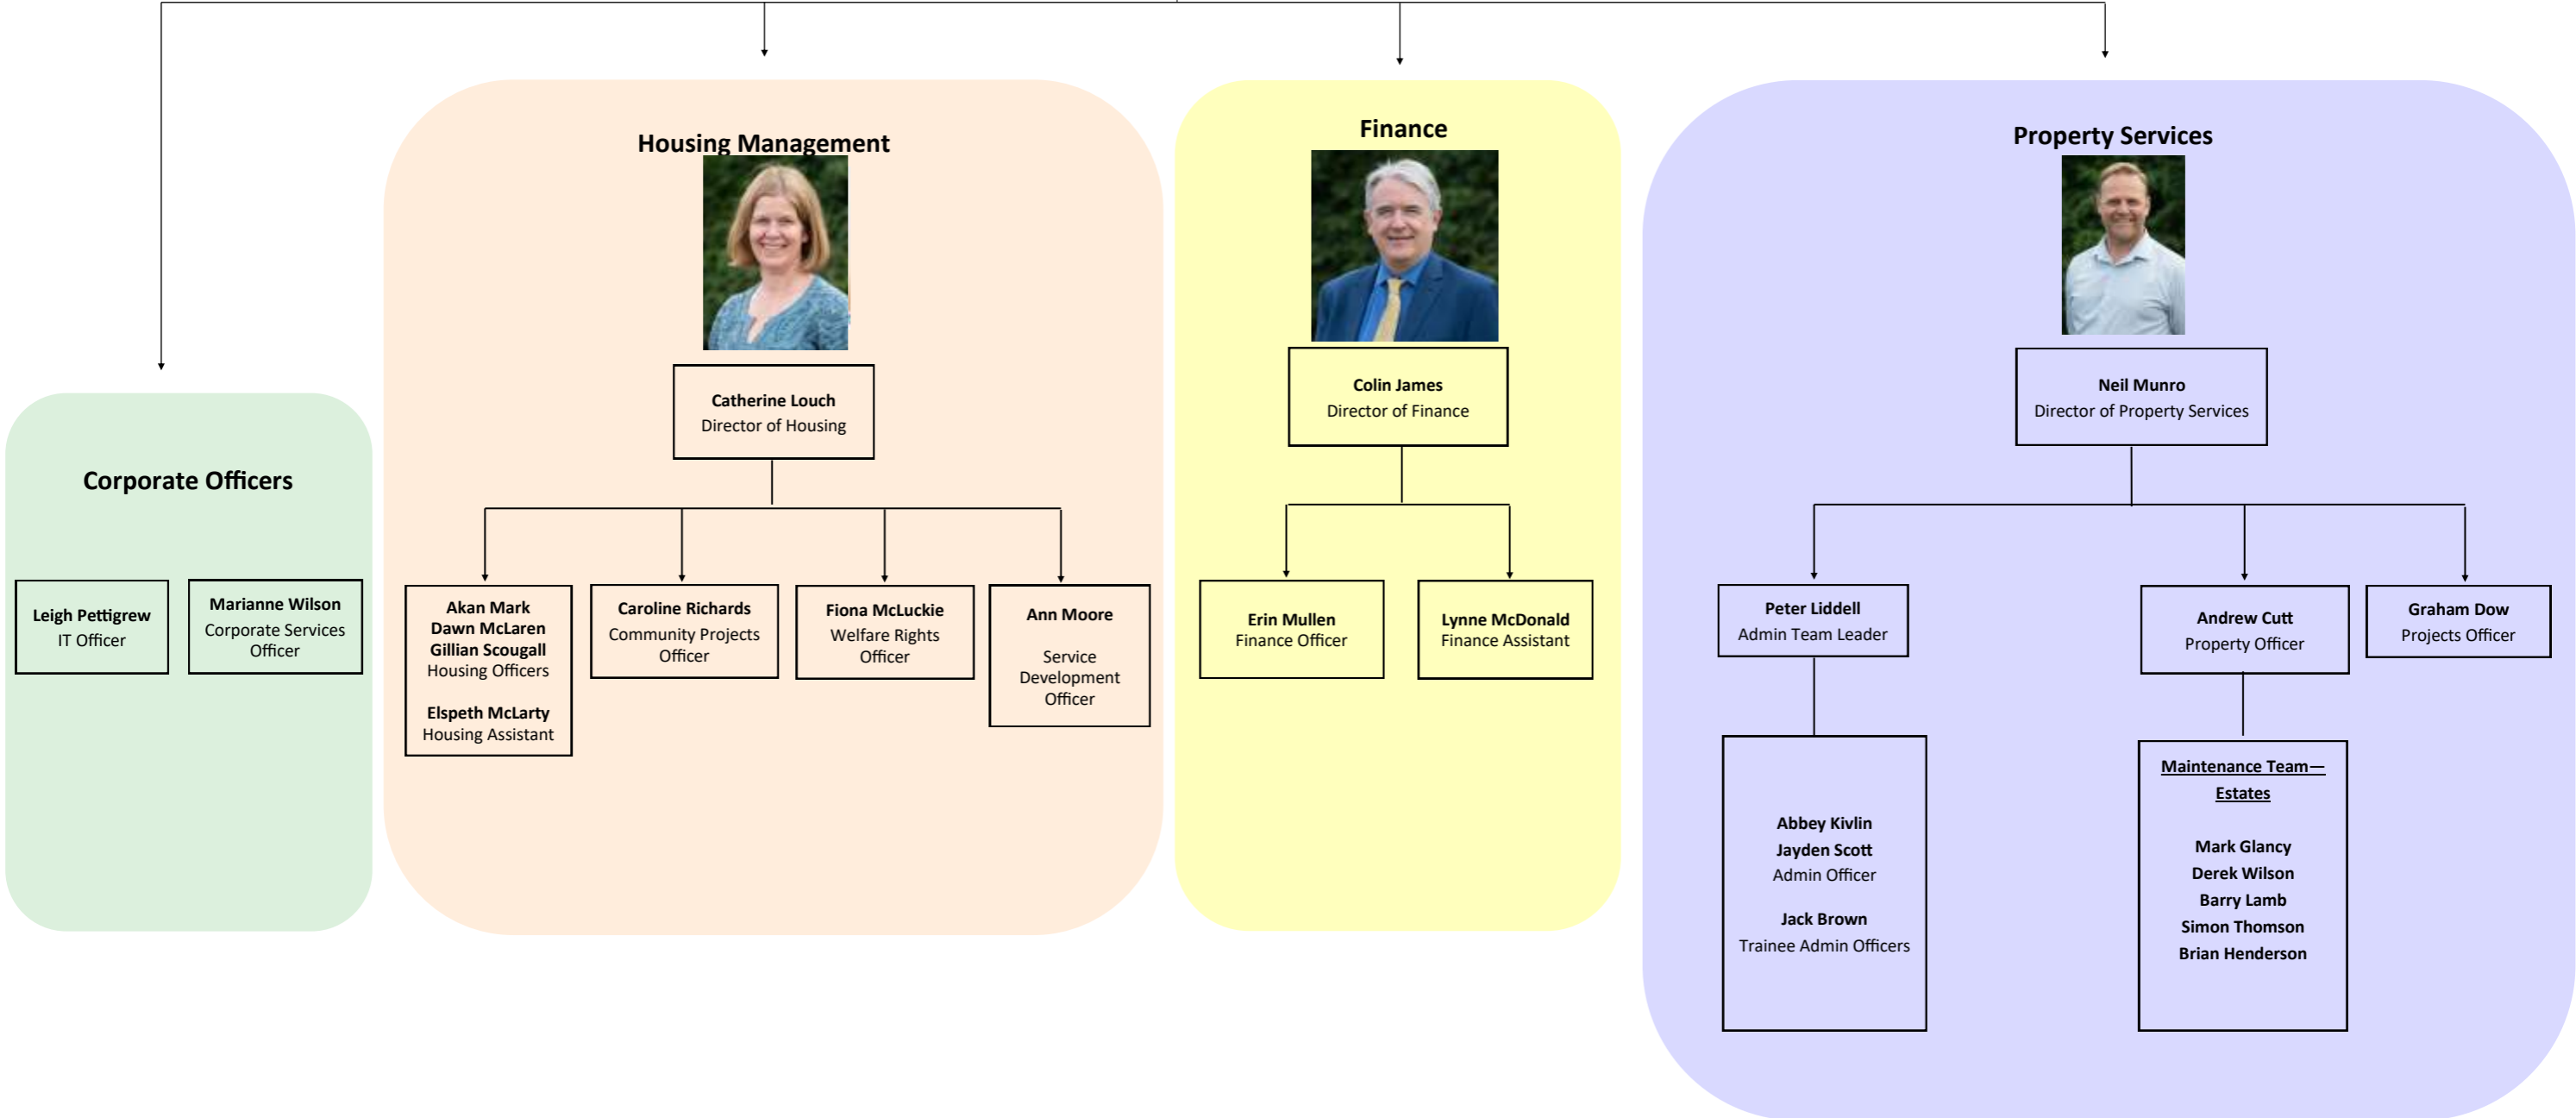 Corporate Officers
Leigh Pettigrew
IT Officer
Marianne Wilson
Corporate Services
Officer
Housing Management
Catherine Louch
Director of Housing
Akan Mark
Dawn McLaren
Gillian Scougall
Housing Officers
Elspeth McLarty
Housing Assistant
Caroline Richards
Community Projects
Officer
Fiona McLuckie
Welfare Rights
Officer
Ann Moore
Service
Development
Officer
Finance
Colin James
Director of Finance
Erin Mullen
Finance Officer
Lynne McDonald
Finance Assistant
Property Services
Neil Munro
Director of Property Services
Peter Liddell
Admin Team Leader
Abbey Kivlin
Jayden Scott
Admin Officer
Jack Brown
Trainee Admin Officers
Andrew Cutt
Property Officer
Maintenance Team—
Estates
Mark Glancy
Derek Wilson
Barry Lamb
Simon Thomson
Brian Henderson
Graham Dow
Projects Officer